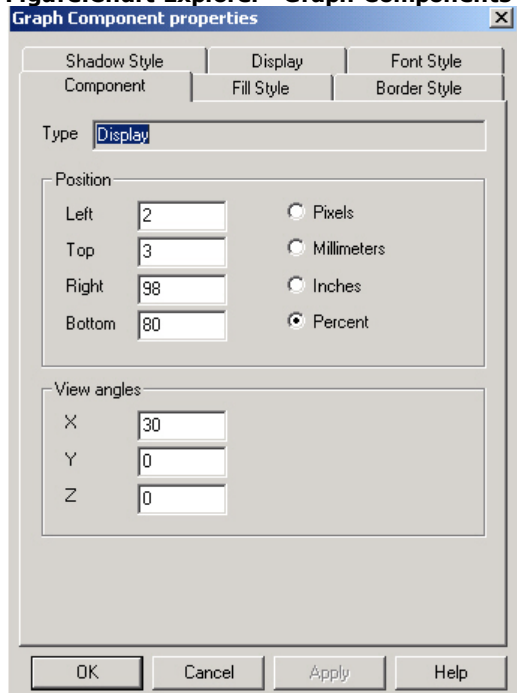 Graph Component properties
Shadow Style Display Font Style
Component Fill Style Border Style
Type Display
Position
Left 2 Pixels
Top 3 Millimeters
Right 98 Inches
Bottom 80 Percent
View angles
X 30
Y 0
Z 0
OK Cancel Apply Help